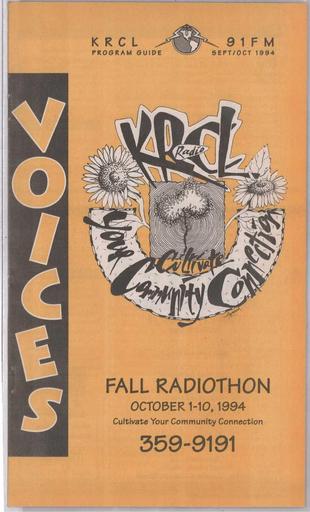 KRCL 91FM
PROGRAM GUIDE SEPT/OCT 1994
VOICES
KRCL
Radio
Cultivate
Your Community Connection
FALL RADIOTHON
OCTOBER 1-10, 1994
Cultivate Your Community Connection
359-9191